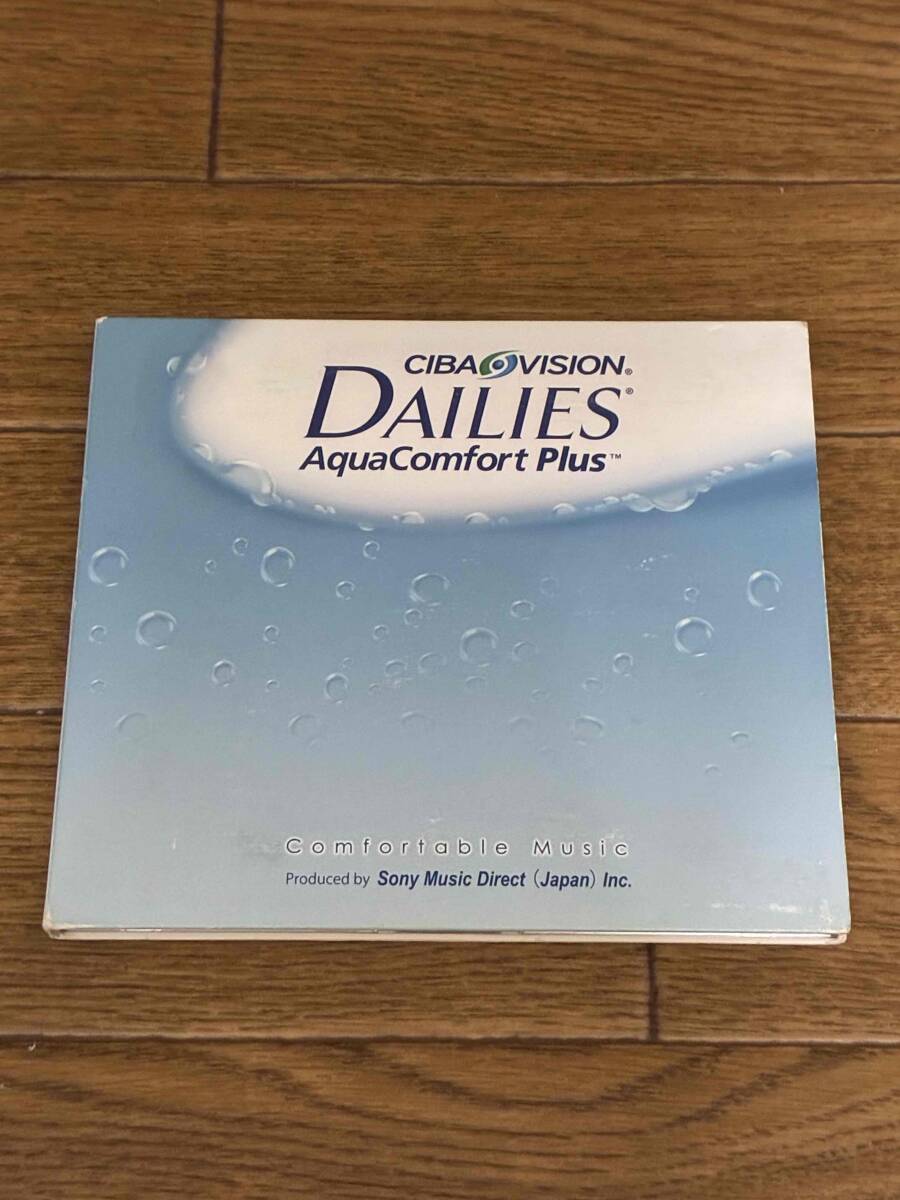 CIBA VISION®
DAILIES®
AquaComfort Plus™
Comfortable Music
Produced by Sony Music Direct (Japan) Inc.